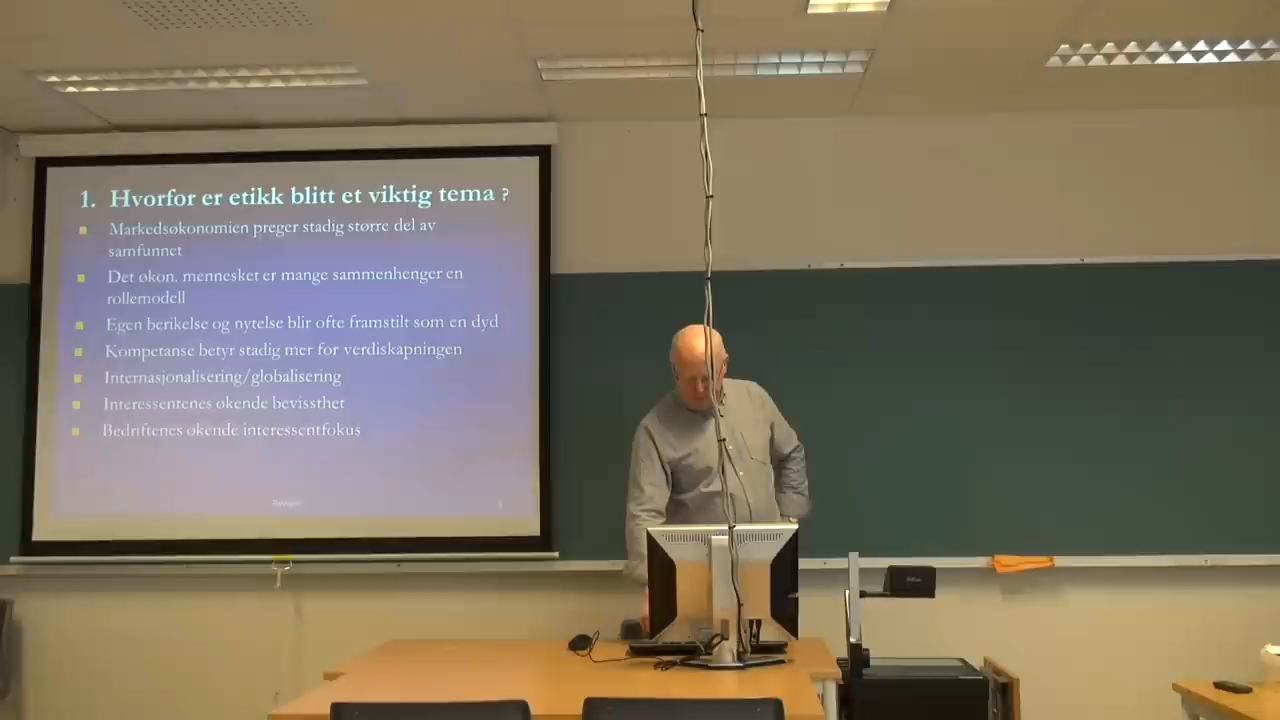 1. Hvorfor er etikk blitt et viktig tema ?
Markedsøkonomien preger stadig større del av
samfunnet
Det økon. mennesket er mange sammenhenger en
rollemodell
Egen berikelse og nytelse blir ofte framstilt som en dyd
Kompetanse betyr stadig mer for verdiskapningen
Internasjonalisering/globalisering
Interessentenes økende bevissthet
Bedriftenes økende interessentfokus